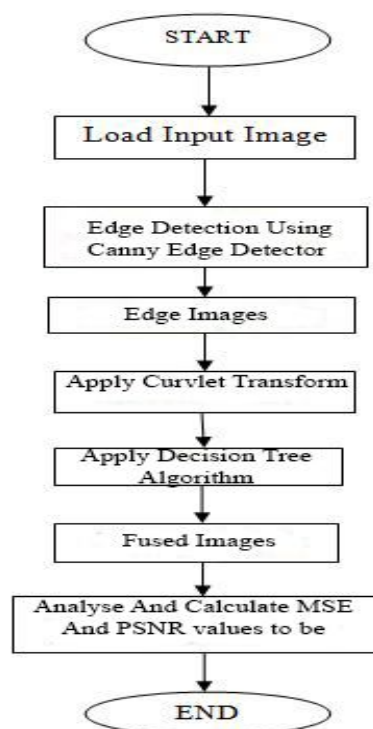 START
Load Input Image
Edge Detection Using
Canny Edge Detector
Edge Images
Apply Curvlet Transform
Apply Decision Tree
Algorithm
Fused Images
Analyse And Calculate MSE
And PSNR values to be
END